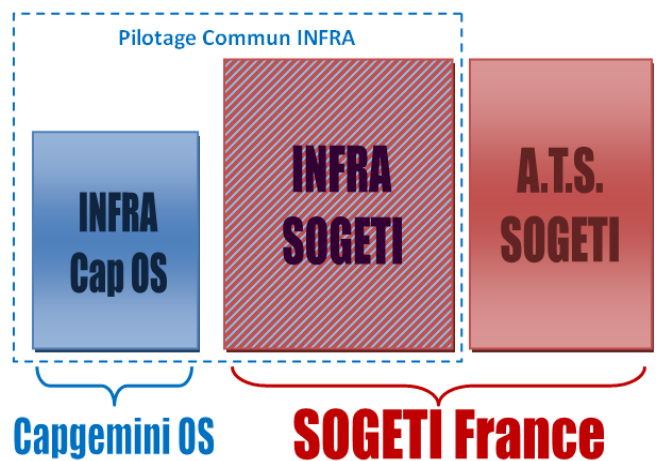 Pilotage Commun INFRA
INFRA
Cap OS
INFRA
SOGETI
A.T.S.
SOGETI
Capgemini OS
SOGETI France